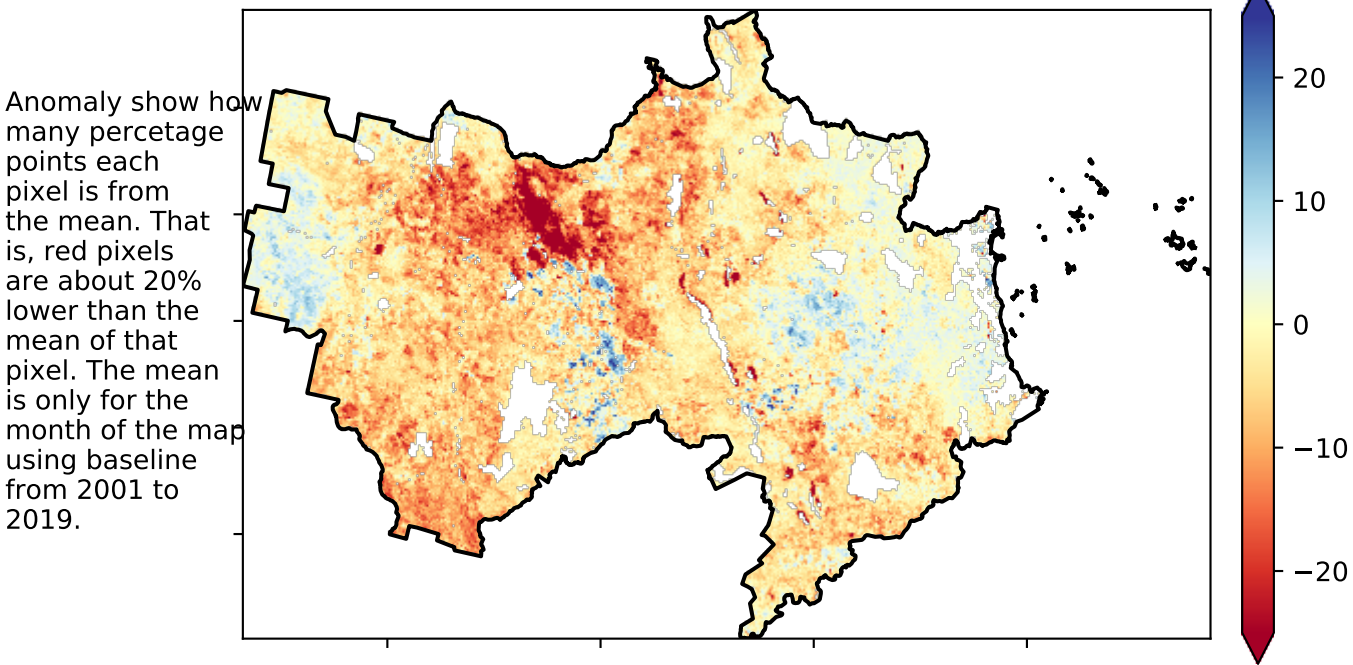 Anomaly show how
many percetage
points each
pixel is from
the mean. That
is, red pixels
are about 20%
lower than the
mean of that
pixel. The mean
is only for the
month of the map
using baseline
from 2001 to
2019.
20
10
0
−10
−20